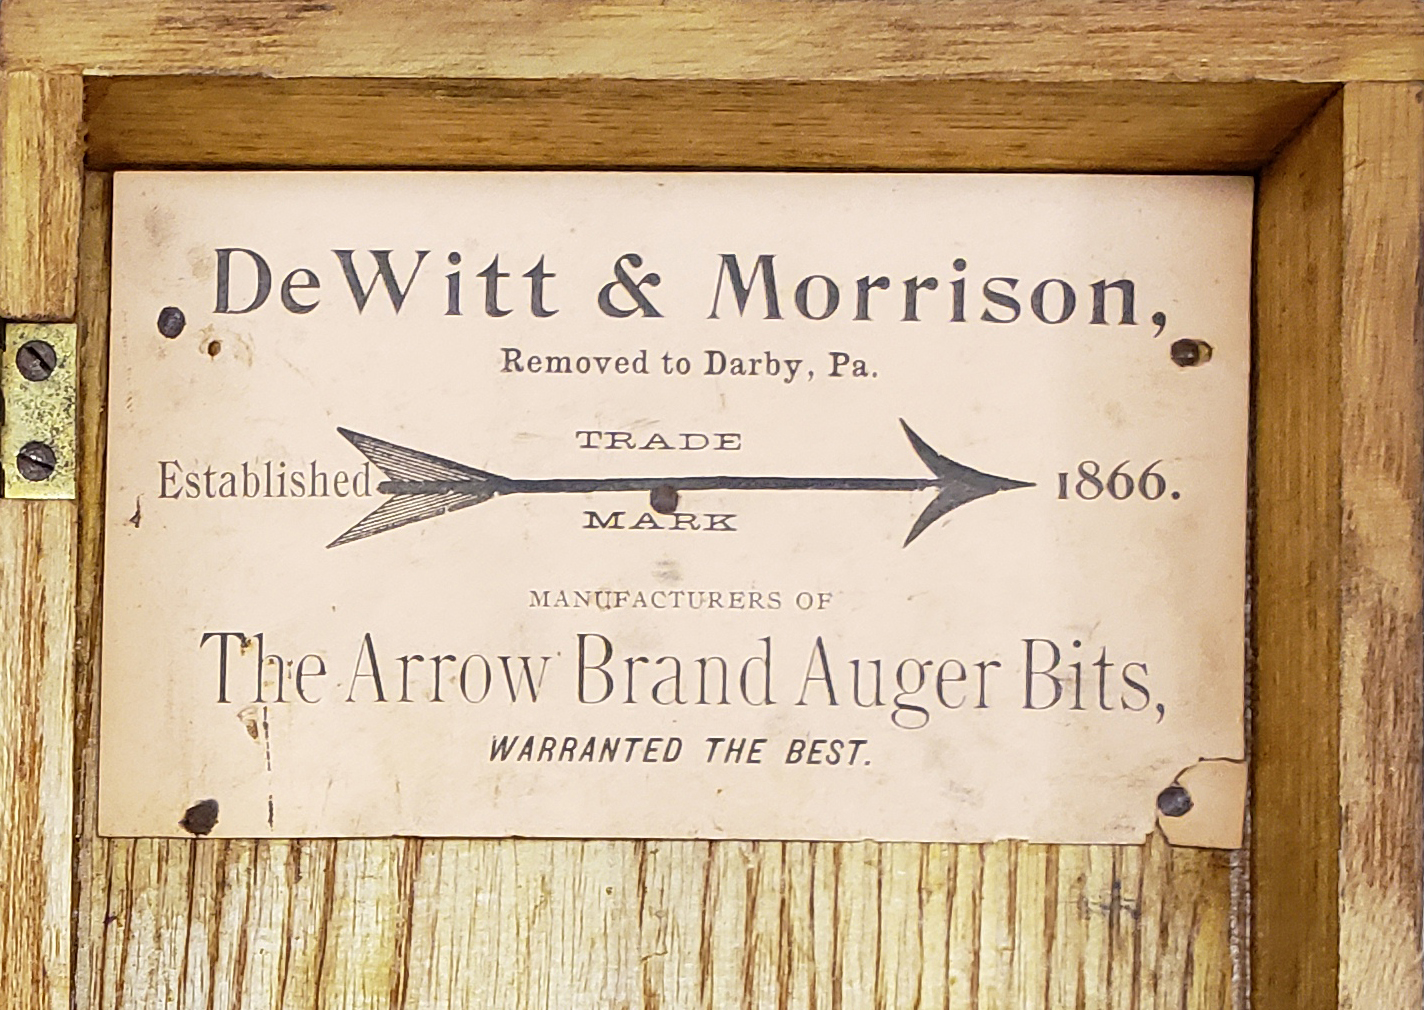 DeWitt & Morrison,
Removed to Darby, Pa.
TRADE
Established 1866.
MARK
MANUFACTURERS OF
The Arrow Brand Auger Bits,
WARRANTED THE BEST.